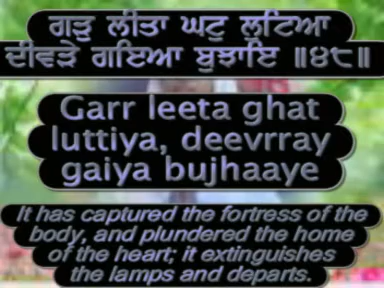 ਗੜੁ ਲੀਤਾ ਘਟੁ ਲੁਟਿਆ
ਦੀਵੜੇ ਗਇਆ ਬੁਝਾਇ ॥੪੮॥
Garr leeta ghat
luttiya, deevrray
gaiya bujhaaye
It has captured the fortress of the
body, and plundered the home
of the heart; it extinguishes
the lamps and departs.